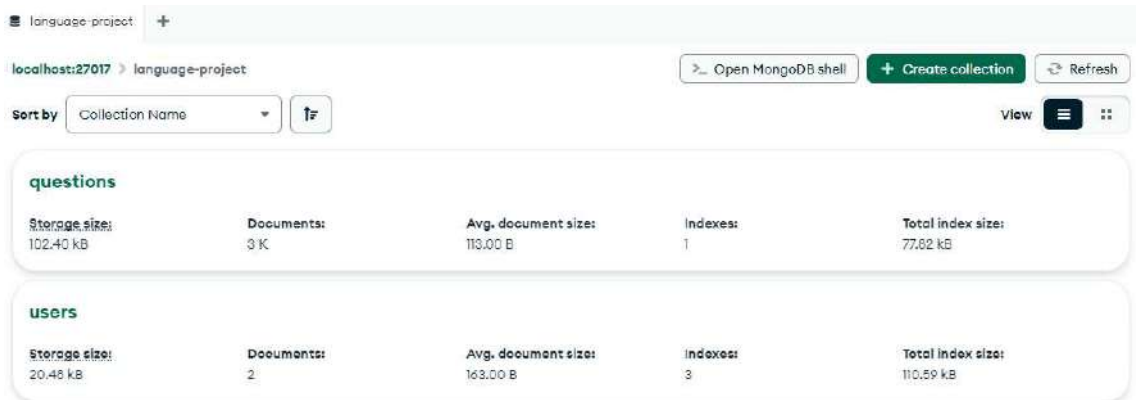 language-project +
localhost:27017 > language-project
>_ Open MongoDB shell
+ Create collection
Refresh
Sort by Collection Name
View
questions
Storage size: Documents: Avg. document size: Indexes: Total index size:
102.40 kB 3 K 113.00 B 1 77.82 kB
users
Storage size: Documents: Avg. document size: Indexes: Total index size:
20.48 kB 2 163.00 B 3 110.59 kB